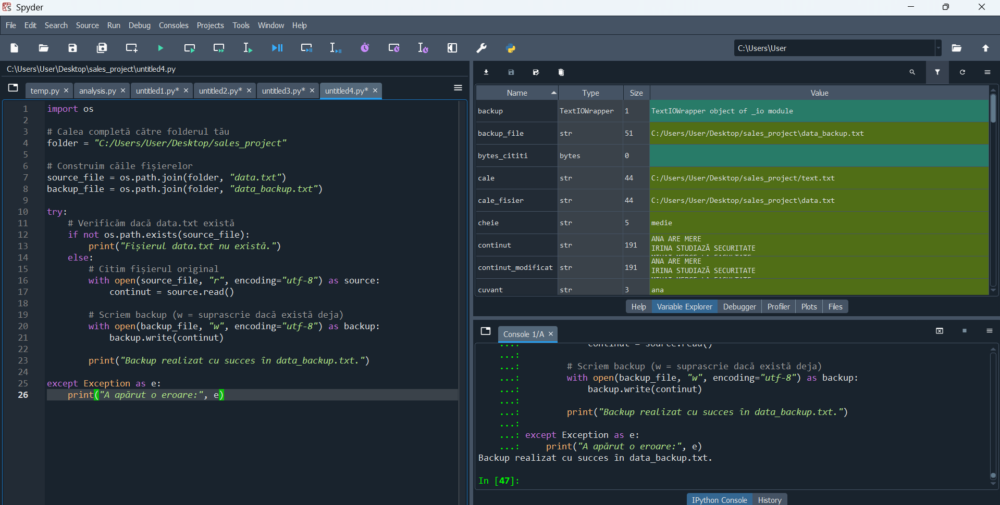 Spyder
File Edit Search Source Run Debug Consoles Projects Tools Window Help
C:\Users\User
C:\Users\User\Desktop\sales_project\untitled4.py
temp.py analysis.py untitled1.py* untitled2.py* untitled3.py* untitled4.py*
1 import os
2
3 # Calea completă către folderul tău
4 folder = "C:/Users/User/Desktop/sales_project"
5
6 # Construim căile fișierelor
7 source_file = os.path.join(folder, "data.txt")
8 backup_file = os.path.join(folder, "data_backup.txt")
9
10 try:
11 # Verificăm dacă data.txt există
12 if not os.path.exists(source_file):
13 print("Fișierul data.txt nu există.")
14 else:
15 # Citim fișierul original
16 with open(source_file, "r", encoding="utf-8") as source:
17 continut = source.read()
18
19 # Scriem backup (w = suprascrie dacă există deja)
20 with open(backup_file, "w", encoding="utf-8") as backup:
21 backup.write(continut)
22
23 print("Backup realizat cu succes în data_backup.txt.")
24
25 except Exception as e:
26 print("A apărut o eroare:", e)
Name Type Size Value
backup TextIOWrapper 1 TextIOWrapper object of _io module
backup_file str 51 C:/Users/User/Desktop/sales_project\data_backup.txt
bytes_cititi bytes 0
cale str 44 C:/Users/User/Desktop/sales_project/text.txt
cale_fisier str 44 C:/Users/User/Desktop/sales_project\data.txt
cheie str 5 medie
continut str 191 ANA ARE MERE
IRINA STUDIAZĂ SECURITATE
MIHAI MERGE LA FACULTATE
continut_modificat str 191 ANA ARE MERE
IRINA STUDIAZĂ SECURITATE
MIHAI MERGE LA FACULTATE
cuvant str 3 ana
Help Variable Explorer Debugger Profiler Plots Files
Console 1/A
...: continut = source.read()
...:
...: # Scriem backup (w = suprascrie dacă există deja)
...: with open(backup_file, "w", encoding="utf-8") as backup:
...: backup.write(continut)
...:
...: print("Backup realizat cu succes în data_backup.txt.")
...:
...: except Exception as e:
...: print("A apărut o eroare:", e)
Backup realizat cu succes în data_backup.txt.
In [47]:
IPython Console History